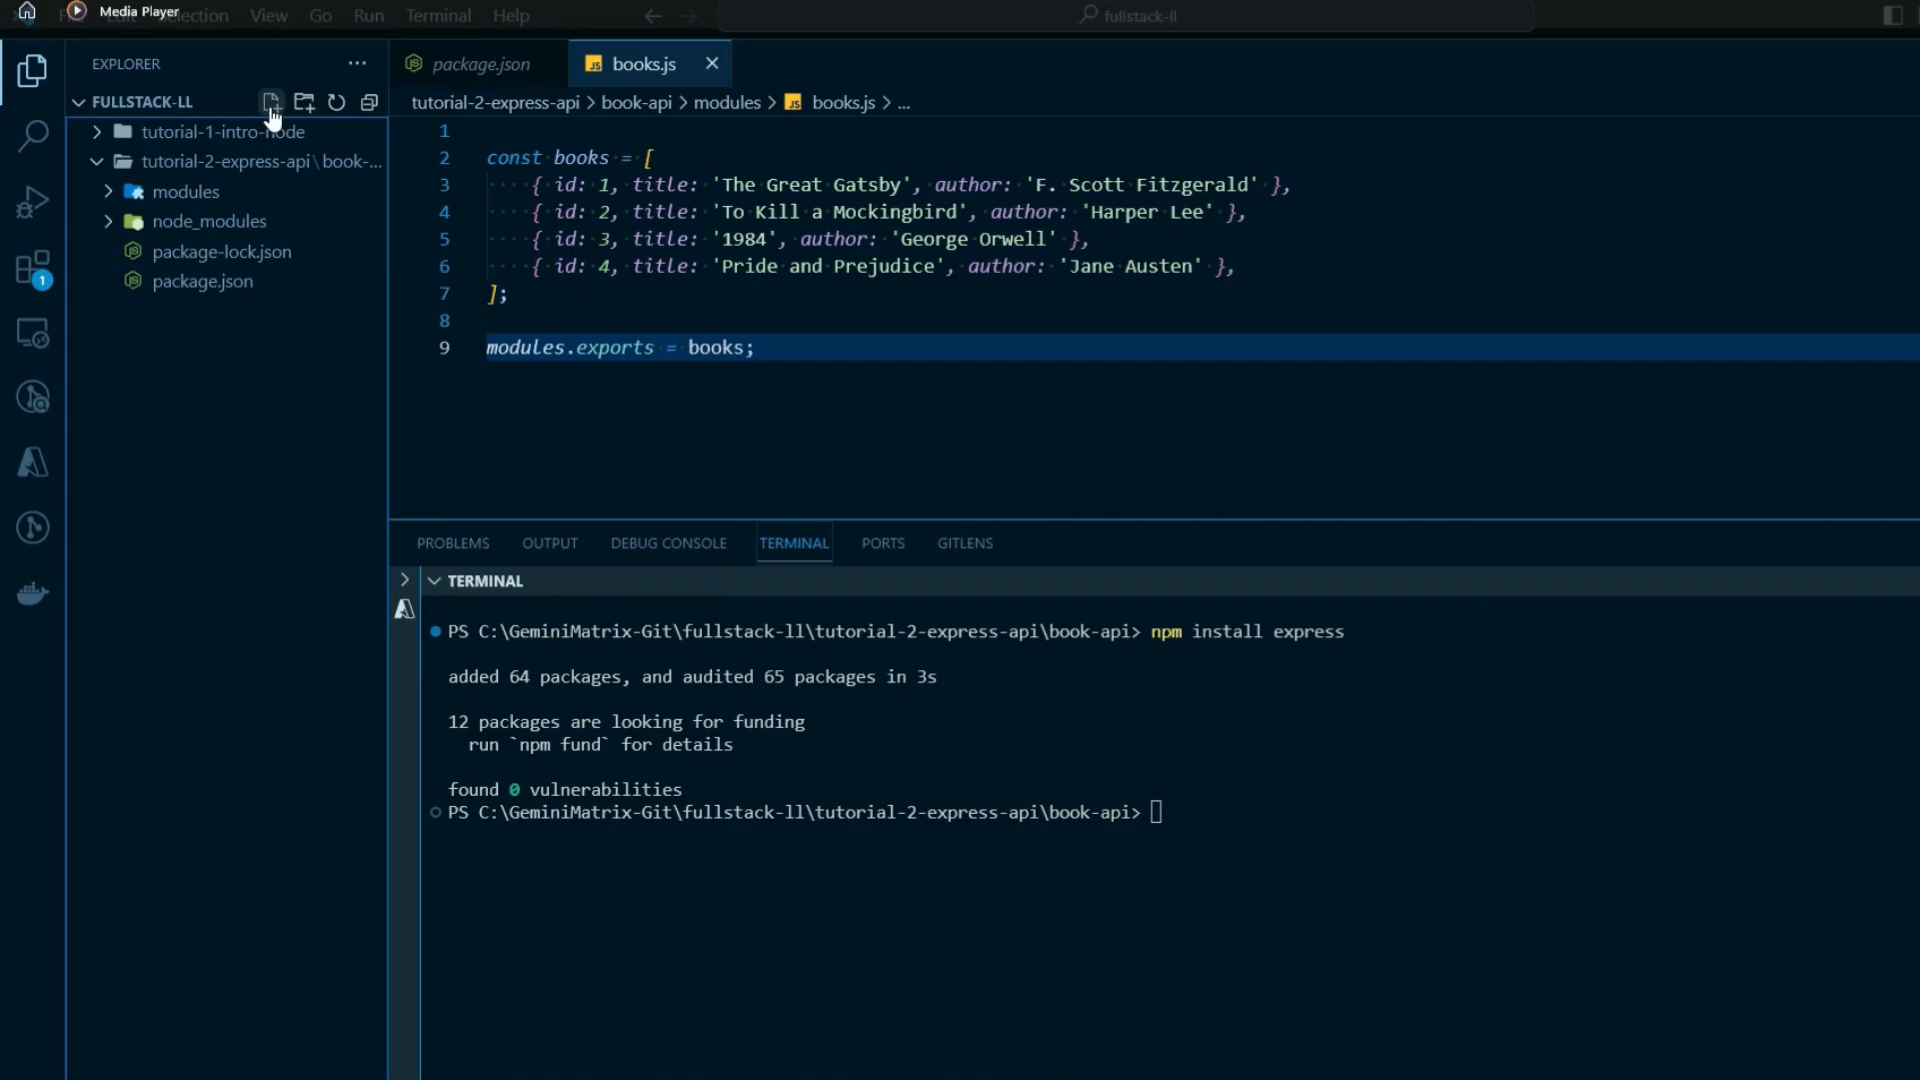 Media Player
Selection View Go Run Terminal Help
fullstack-ll
EXPLORER
FULLSTACK-LL
tutorial-1-intro-node
tutorial-2-express-api\book-...
modules
node_modules
package-lock.json
package.json
1
package.json
books.js
tutorial-2-express-api > book-api > modules > JS books.js > ...
1
2 const books = [
3 { id: 1, title: 'The Great Gatsby', author: 'F. Scott Fitzgerald' },
4 { id: 2, title: 'To Kill a Mockingbird', author: 'Harper Lee' },
5 { id: 3, title: '1984', author: 'George Orwell' },
6 { id: 4, title: 'Pride and Prejudice', author: 'Jane Austen' },
7 ];
8
9 modules.exports = books;
PROBLEMS OUTPUT DEBUG CONSOLE TERMINAL PORTS GITLENS
TERMINAL
PS C:\GeminiMatrix-Git\fullstack-ll\tutorial-2-express-api\book-api> npm install express
added 64 packages, and audited 65 packages in 3s
12 packages are looking for funding
run `npm fund` for details
found 0 vulnerabilities
PS C:\GeminiMatrix-Git\fullstack-ll\tutorial-2-express-api\book-api>